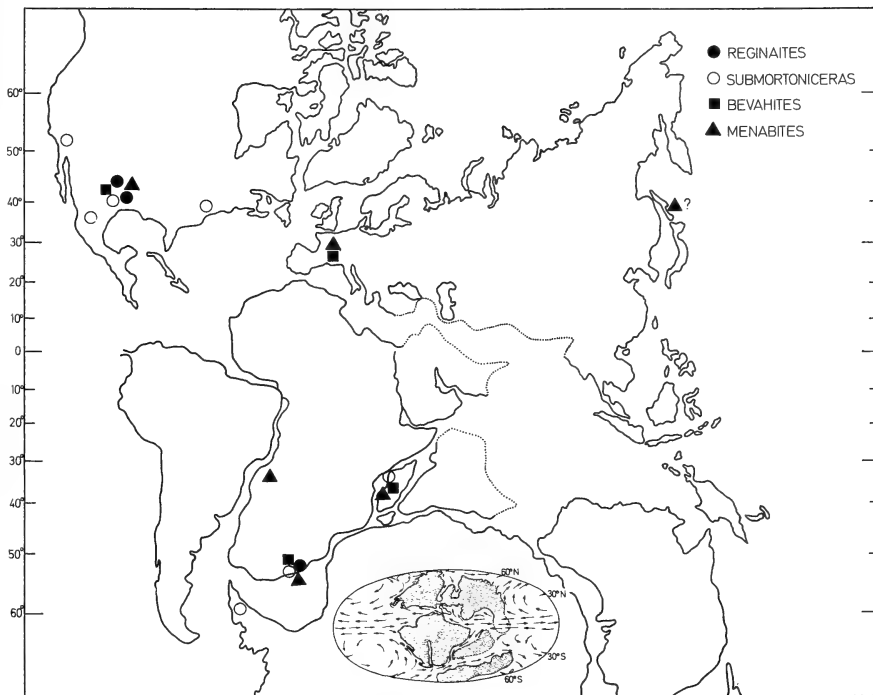 REGINAITES
SUBMORTONICERAS
BEVAHITES
MENABITES
60°
50°
40°
30°
20°
10°
0
10°
20°
30°
40°
50°
60°
?
60°N
30°N
30°S
60°S